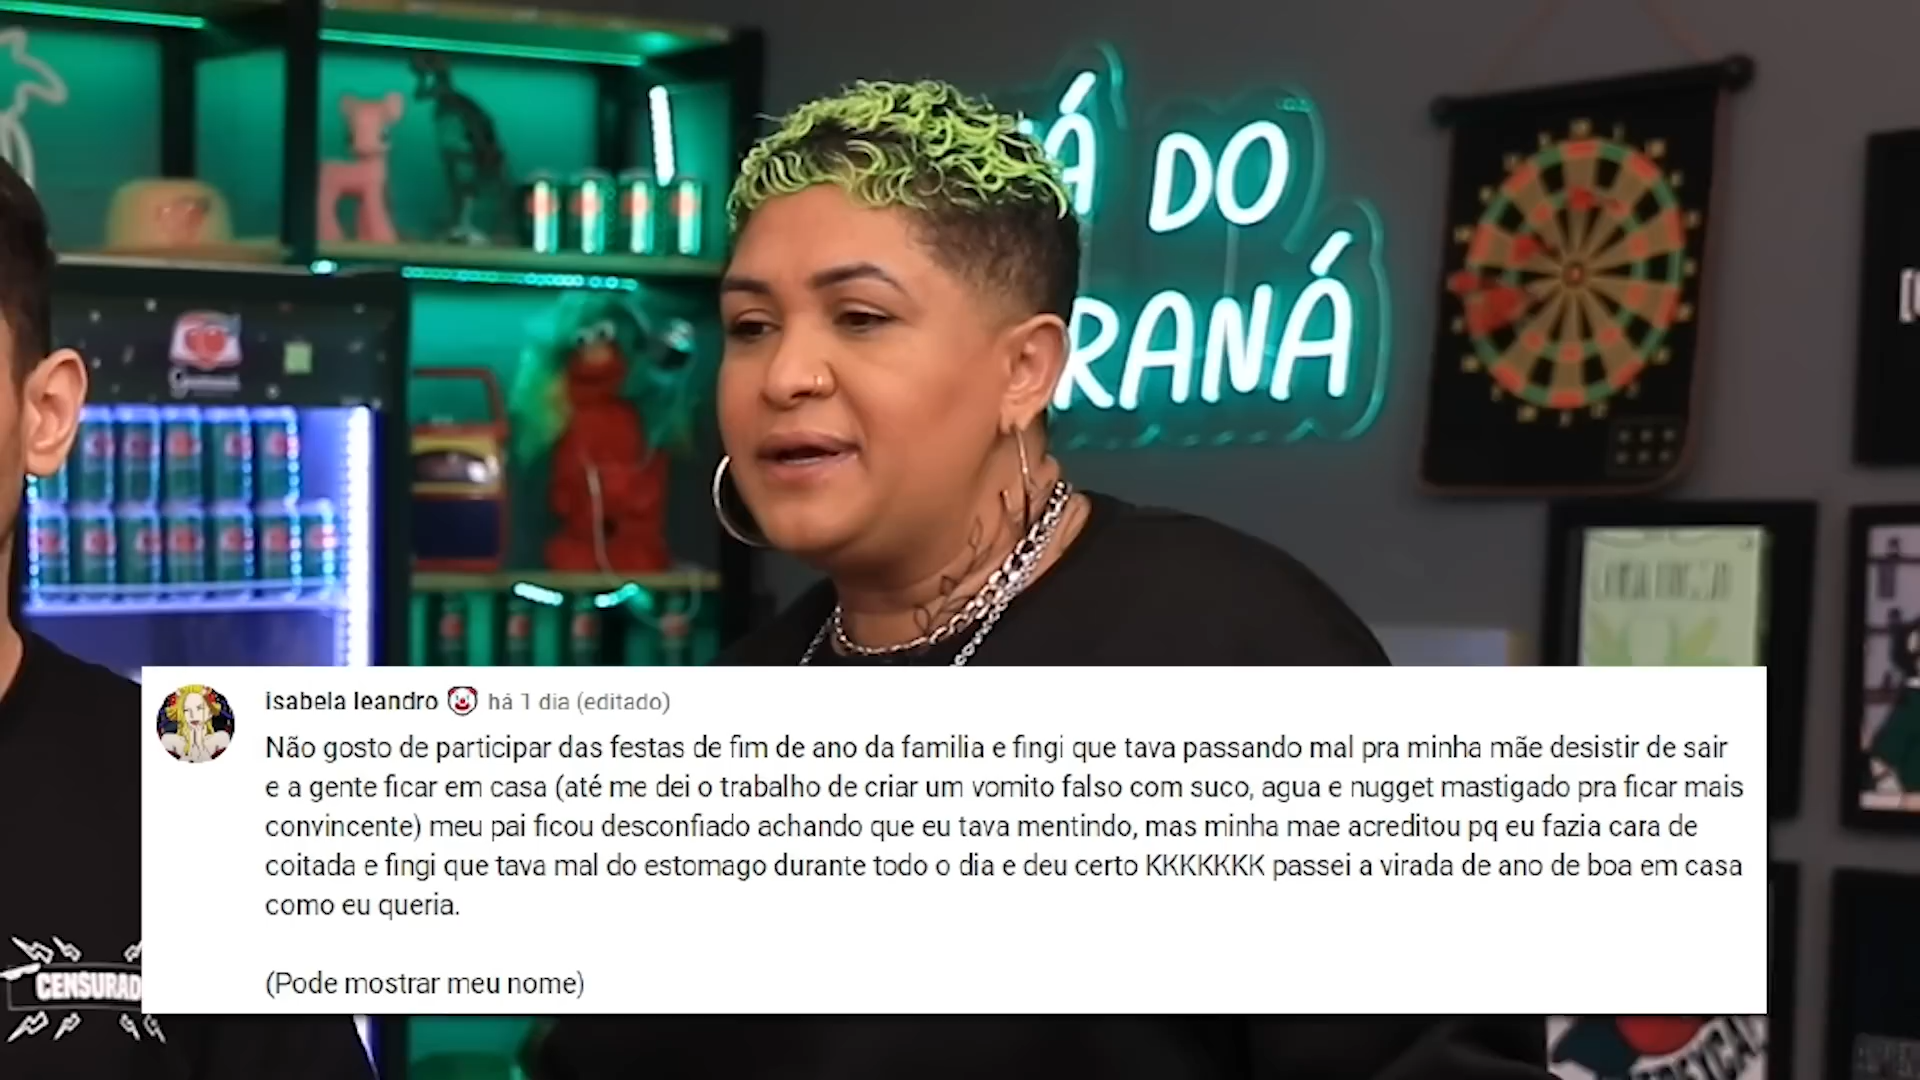 Á DO
RANÁ
isabela leandro há 1 dia (editado)
Não gosto de participar das festas de fim de ano da familia e fingi que tava passando mal pra minha mãe desistir de sair
e a gente ficar em casa (até me dei o trabalho de criar um vomito falso com suco, agua e nugget mastigado pra ficar mais
convincente) meu pai ficou desconfiado achando que eu tava mentindo, mas minha mae acreditou pq eu fazia cara de
coitada e fingi que tava mal do estomago durante todo o dia e deu certo KKKKKKK passei a virada de ano de boa em casa
como eu queria.
(Pode mostrar meu nome)
CENSURAD